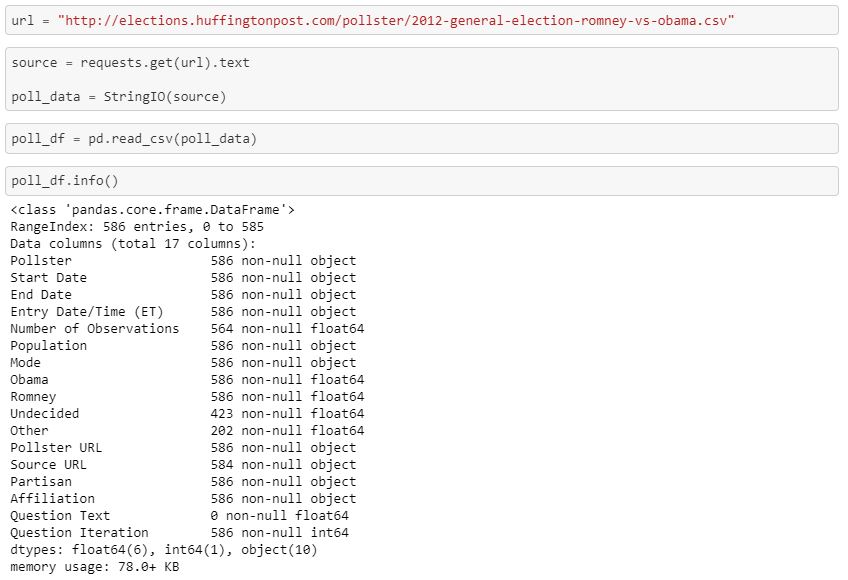 url = "http://elections.huffingtonpost.com/pollster/2012-general-election-romney-vs-obama.csv"
source = requests.get(url).text
poll_data = StringIO(source)
poll_df = pd.read_csv(poll_data)
poll_df.info()
<class 'pandas.core.frame.DataFrame'>
RangeIndex: 586 entries, 0 to 585
Data columns (total 17 columns):
Pollster                  586 non-null object
Start Date                586 non-null object
End Date                  586 non-null object
Entry Date/Time (ET)      586 non-null object
Number of Observations    564 non-null float64
Population                586 non-null object
Mode                      586 non-null object
Obama                     586 non-null float64
Romney                    586 non-null float64
Undecided                 423 non-null float64
Other                     202 non-null float64
Pollster URL              586 non-null object
Source URL                584 non-null object
Partisan                  586 non-null object
Affiliation               586 non-null object
Question Text             0 non-null float64
Question Iteration        586 non-null int64
dtypes: float64(6), int64(1), object(10)
memory usage: 78.0+ KB